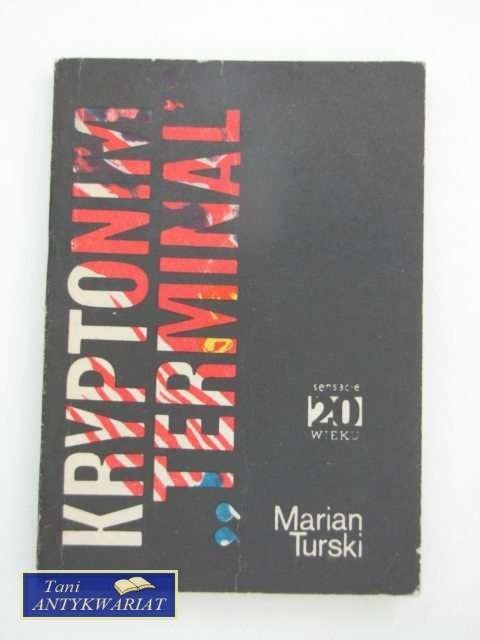 KRYPTONIM
„TERMINAL”
sensacje
20
WIEKU
Marian
Turski
Tani
ANTYKWARIAT